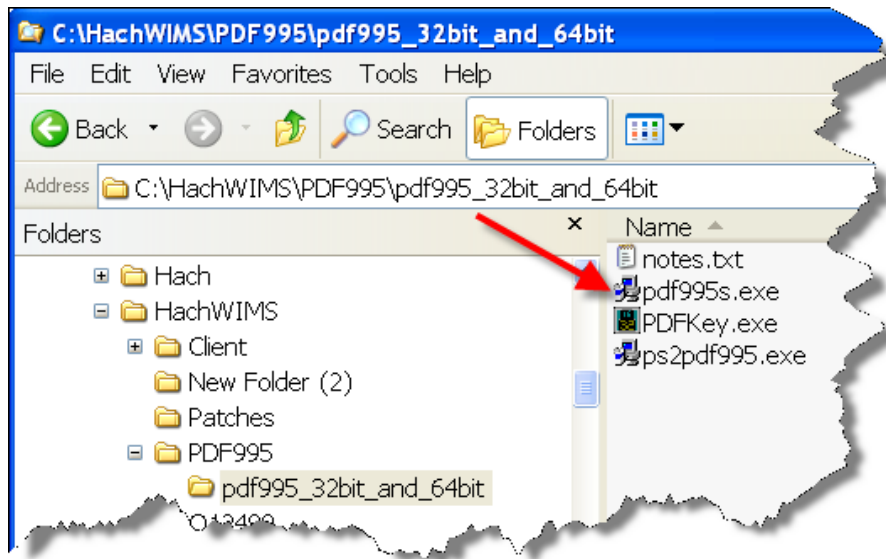 C:\HachWIMS\PDF995\pdf995_32bit_and_64bit
File Edit View Favorites Tools Help
Back Search Folders
Address C:\HachWIMS\PDF995\pdf995_32bit_and_64bit
Folders × Name
Hach
HachWIMS
Client
New Folder (2)
Patches
PDF995
pdf995_32bit_and_64bit
notes.txt
pdf995s.exe
PDFKey.exe
ps2pdf995.exe